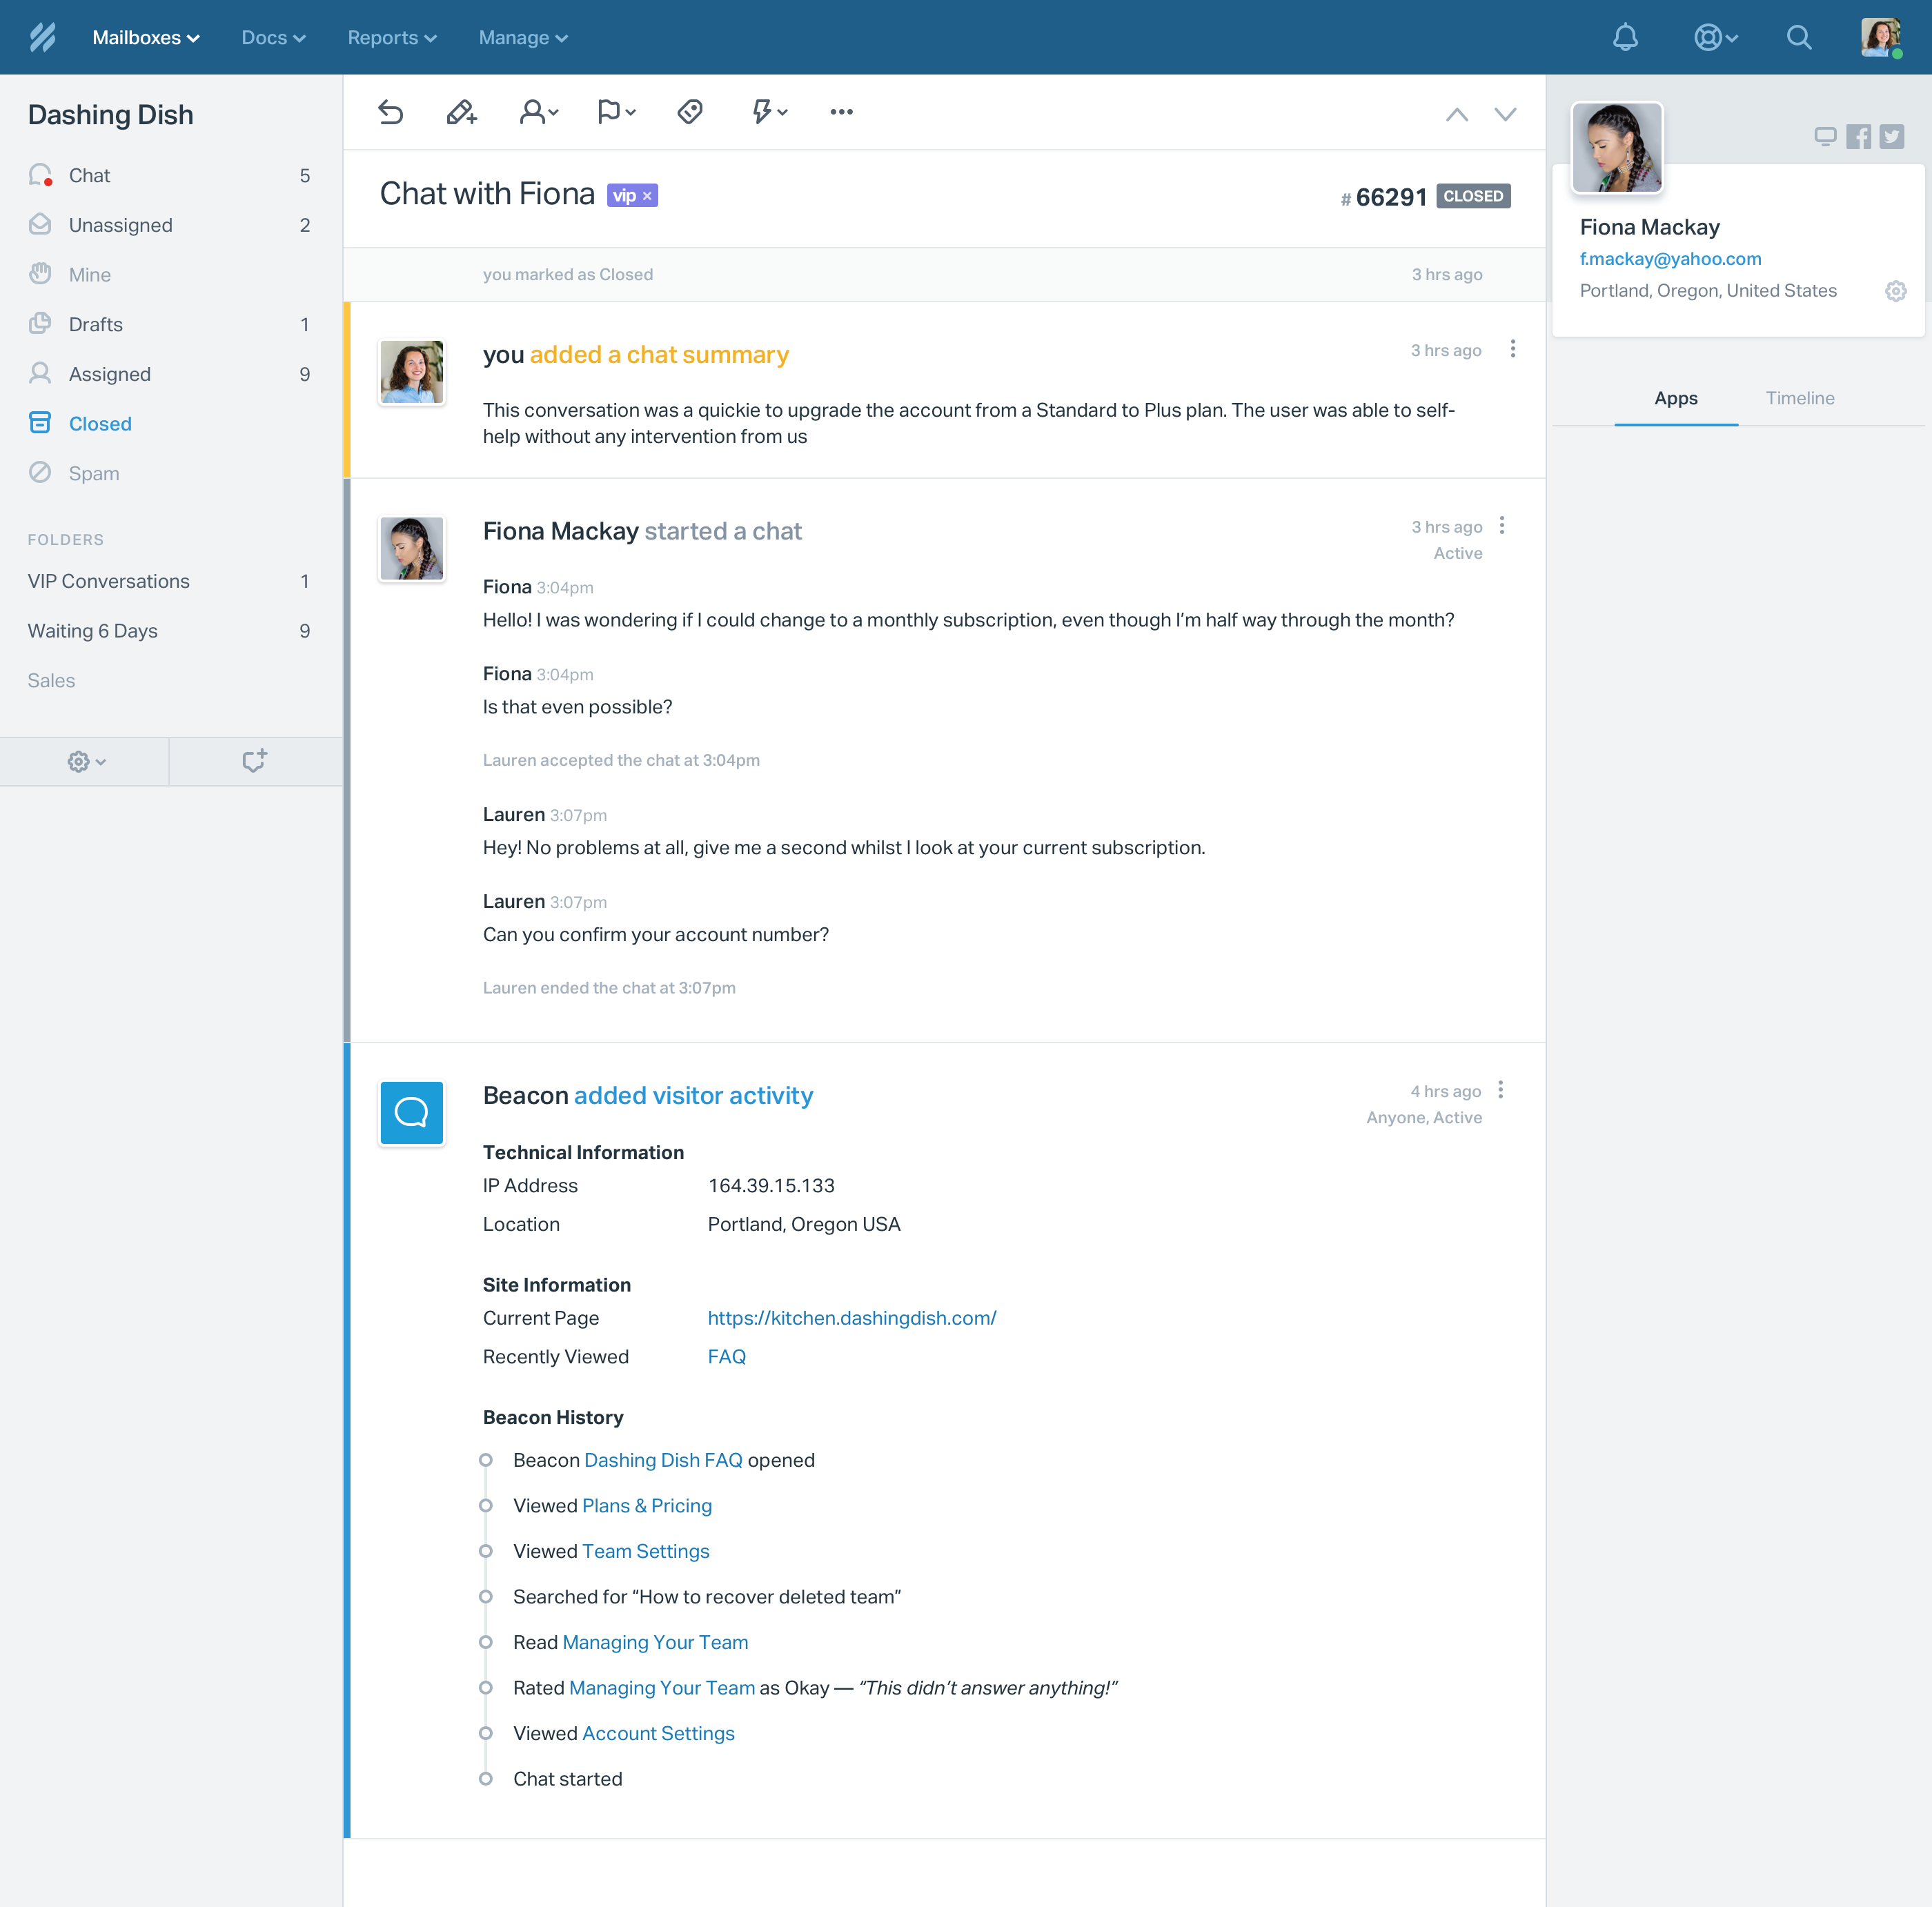 Mailboxes Docs Reports Manage
Dashing Dish
Chat 5
Unassigned 2
Mine
Drafts 1
Assigned 9
Closed
Spam
FOLDERS
VIP Conversations 1
Waiting 6 Days 9
Sales
Chat with Fiona vip × # 66291 CLOSED
you marked as Closed 3 hrs ago
you added a chat summary 3 hrs ago
This conversation was a quickie to upgrade the account from a Standard to Plus plan. The user was able to self-
help without any intervention from us
Fiona Mackay started a chat 3 hrs ago
Active
Fiona 3:04pm
Hello! I was wondering if I could change to a monthly subscription, even though I’m half way through the month?
Fiona 3:04pm
Is that even possible?
Lauren accepted the chat at 3:04pm
Lauren 3:07pm
Hey! No problems at all, give me a second whilst I look at your current subscription.
Lauren 3:07pm
Can you confirm your account number?
Lauren ended the chat at 3:07pm
Beacon added visitor activity 4 hrs ago
Anyone, Active
Technical Information
IP Address 164.39.15.133
Location Portland, Oregon USA
Site Information
Current Page https://kitchen.dashingdish.com/
Recently Viewed FAQ
Beacon History
Beacon Dashing Dish FAQ opened
Viewed Plans & Pricing
Viewed Team Settings
Searched for “How to recover deleted team”
Read Managing Your Team
Rated Managing Your Team as Okay — “This didn’t answer anything!”
Viewed Account Settings
Chat started
Fiona Mackay
f.mackay@yahoo.com
Portland, Oregon, United States
Apps Timeline